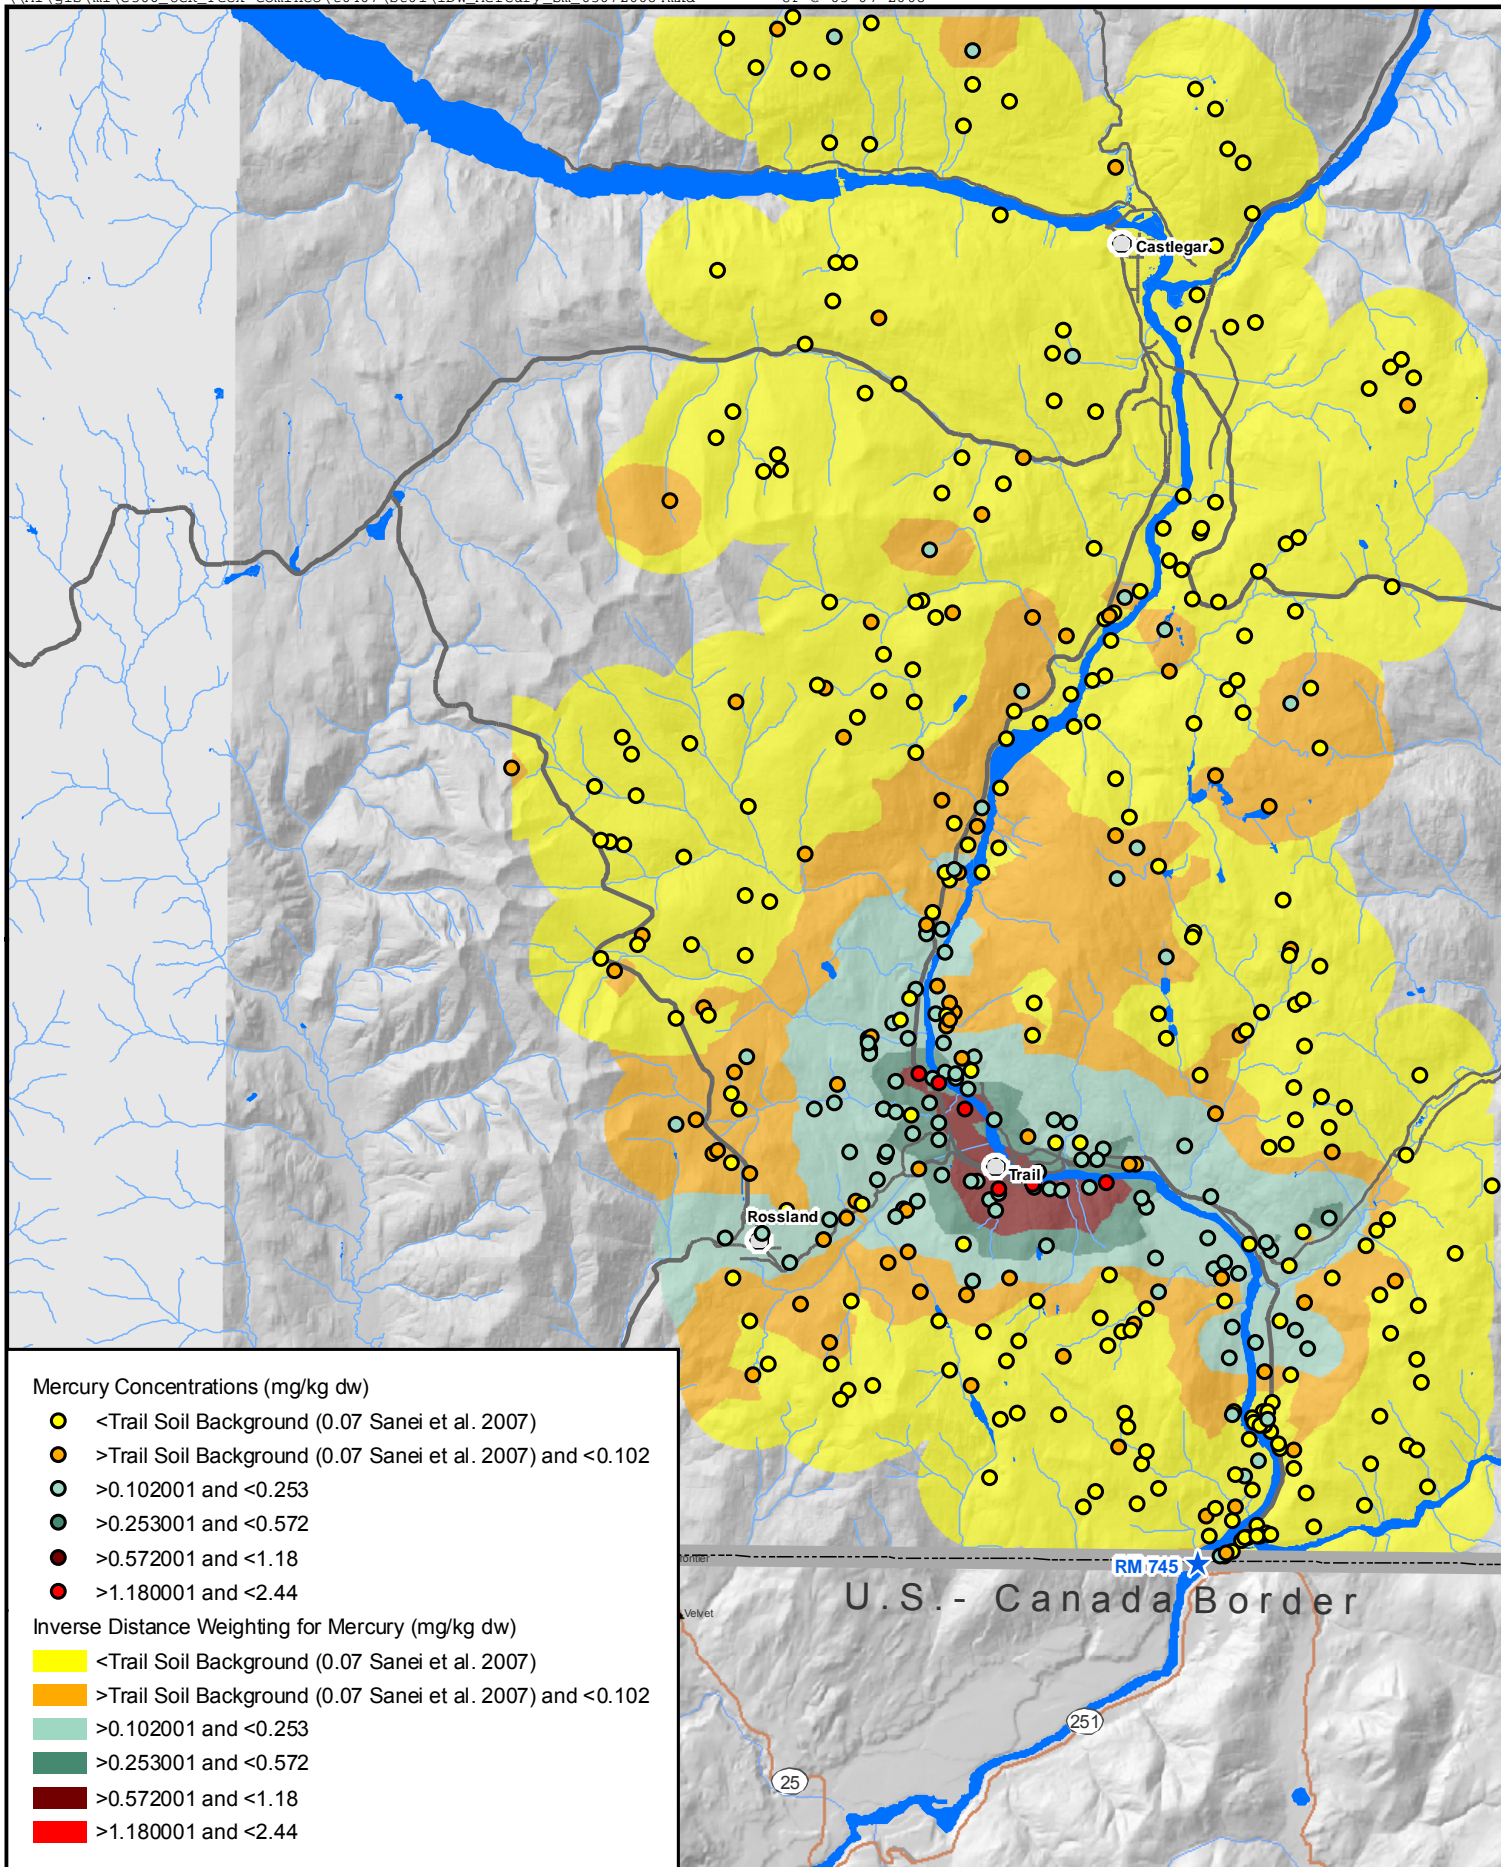 Castlegar
Trail
Rossland
Mercury Concentrations (mg/kg dw)
<Trail Soil Background (0.07 Sanei et al. 2007)
>Trail Soil Background (0.07 Sanei et al. 2007) and <0.102
>0.102001 and <0.253
>0.253001 and <0.572
>0.572001 and <1.18
>1.180001 and <2.44
Inverse Distance Weighting for Mercury (mg/kg dw)
<Trail Soil Background (0.07 Sanei et al. 2007)
>Trail Soil Background (0.07 Sanei et al. 2007) and <0.102
>0.102001 and <0.253
>0.253001 and <0.572
>0.572001 and <1.18
>1.180001 and <2.44
RM 745
U.S.- Canada Border
Velvet
251
25